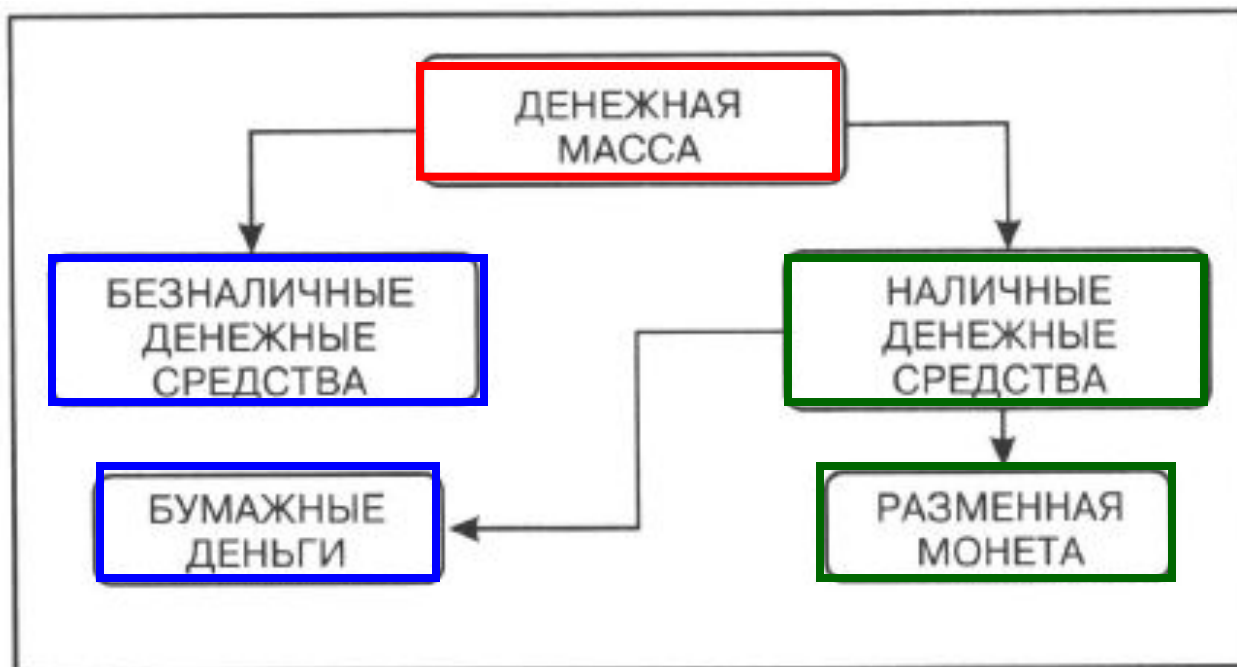 ДЕНЕЖНАЯ
МАССА
БЕЗНАЛИЧНЫЕ
ДЕНЕЖНЫЕ
СРЕДСТВА
НАЛИЧНЫЕ
ДЕНЕЖНЫЕ
СРЕДСТВА
БУМАЖНЫЕ
ДЕНЬГИ
РАЗМЕННАЯ
МОНЕТА